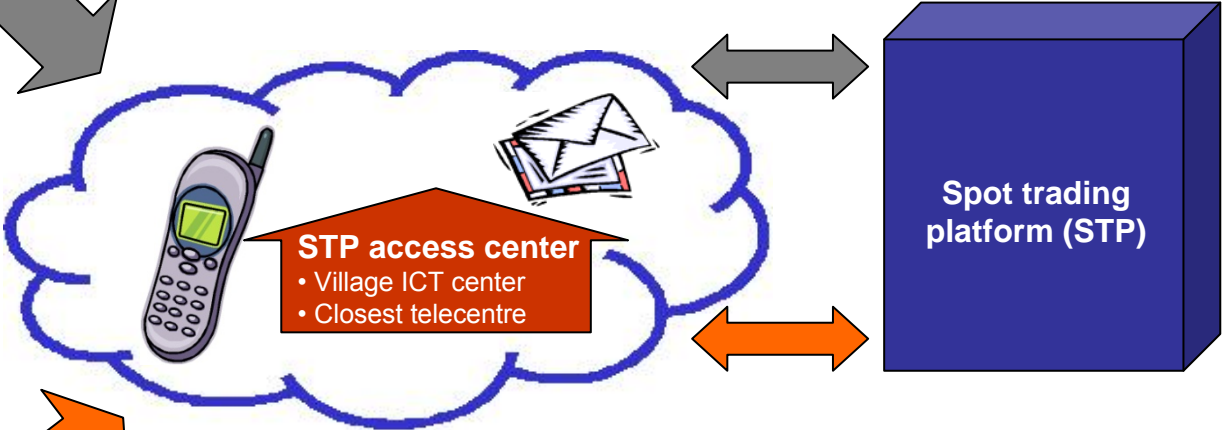 STP access center
• Village ICT center
• Closest telecentre
Spot trading
platform (STP)